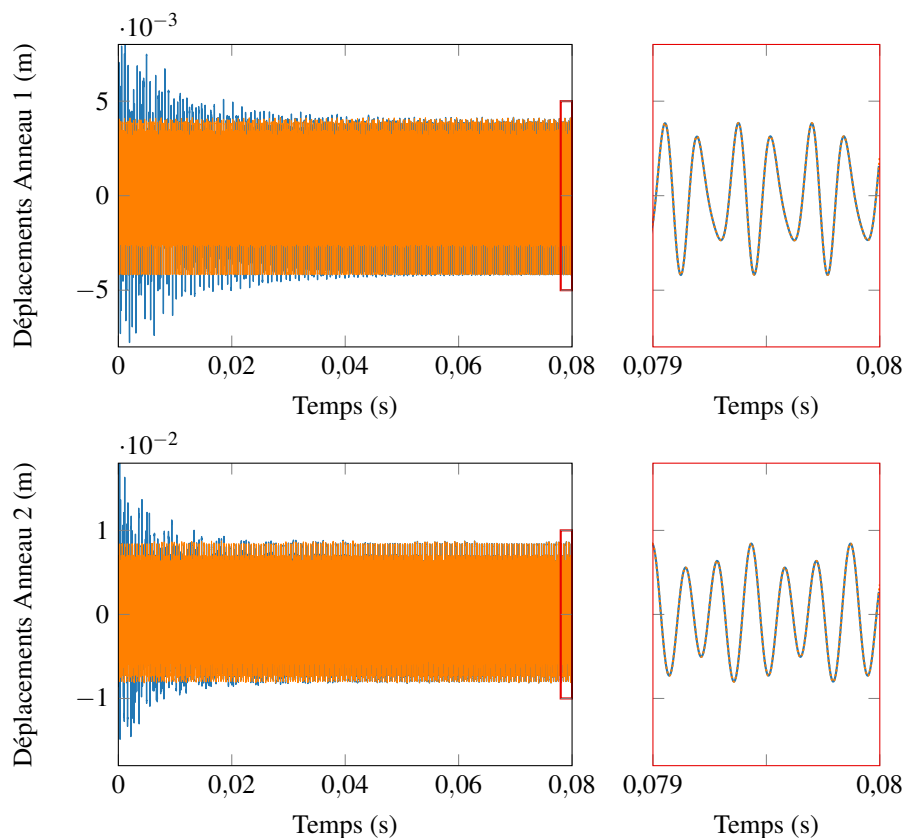 ·10⁻³
Déplacements Anneau 1 (m)
5
0
−5
0 0,02 0,04 0,06 0,08
Temps (s)
0,079 0,08
Temps (s)
·10⁻²
Déplacements Anneau 2 (m)
1
0
−1
0 0,02 0,04 0,06 0,08
Temps (s)
0,079 0,08
Temps (s)